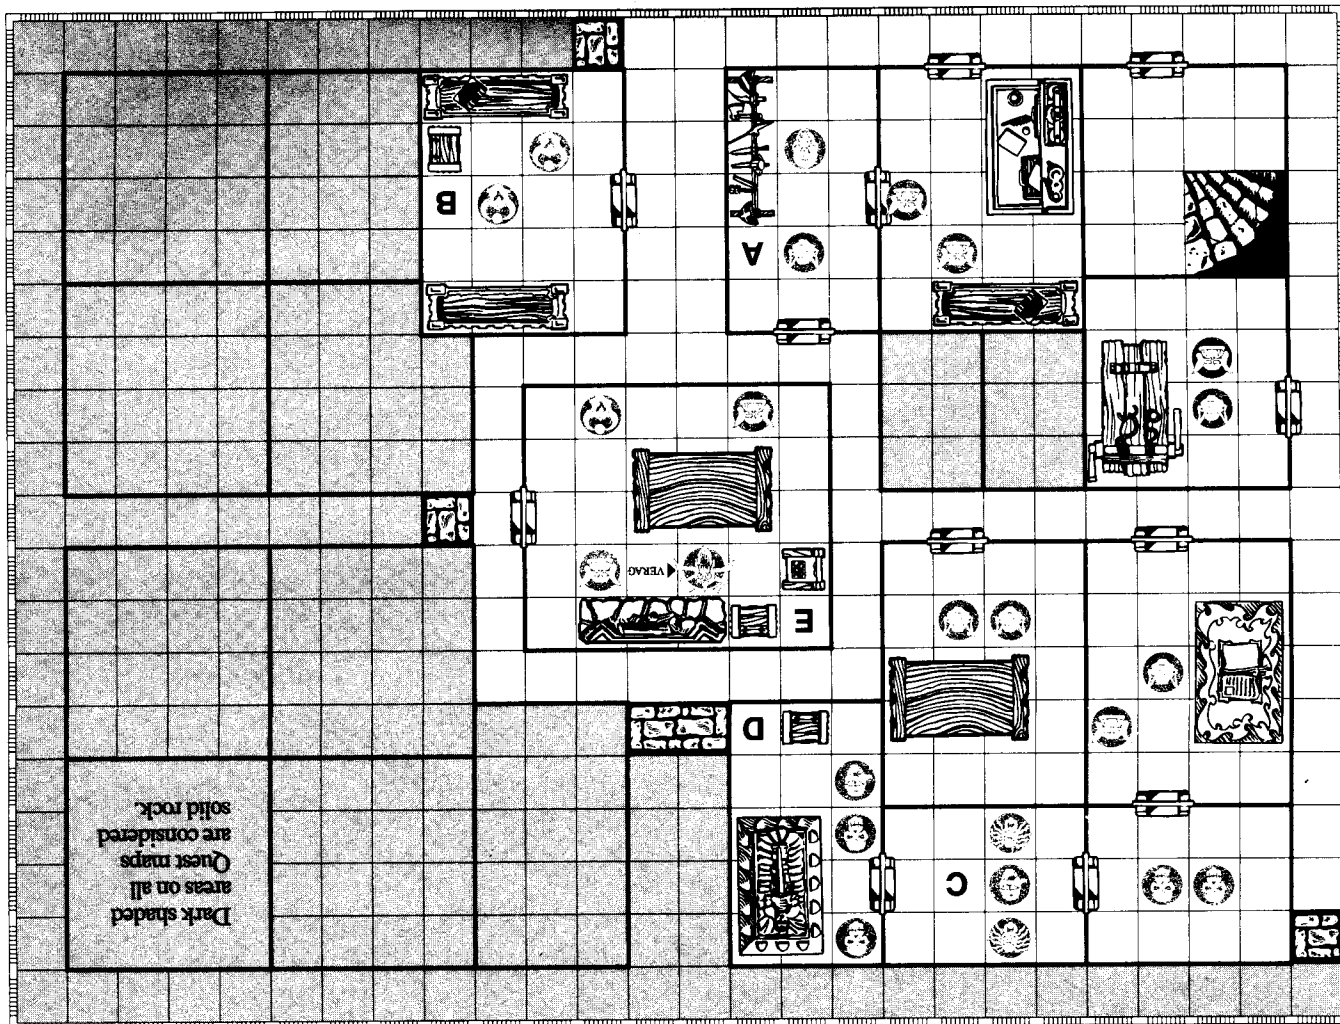 Dark shaded
areas on all
Quest maps
are considered
solid rock.
C
D
E
VERAG
A
B